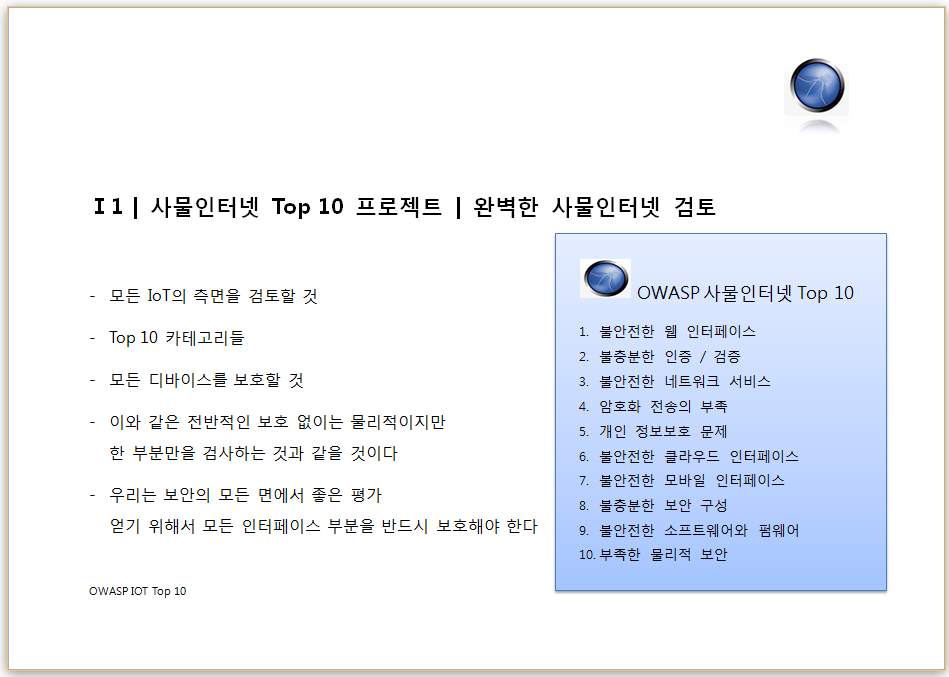 I 1 | 사물인터넷 Top 10 프로젝트 | 완벽한 사물인터넷 검토
- 모든 IoT의 측면을 검토할 것
- Top 10 카테고리들
- 모든 디바이스를 보호할 것
- 이와 같은 전반적인 보호 없이는 물리적이지만
한 부분만을 검사하는 것과 같을 것이다
- 우리는 보안의 모든 면에서 좋은 평가
얻기 위해서 모든 인터페이스 부분을 반드시 보호해야 한다
OWASP 사물인터넷 Top 10
1. 불안전한 웹 인터페이스
2. 불충분한 인증 / 검증
3. 불안전한 네트워크 서비스
4. 암호화 전송의 부족
5. 개인 정보보호 문제
6. 불안전한 클라우드 인터페이스
7. 불안전한 모바일 인터페이스
8. 불충분한 보안 구성
9. 불안전한 소프트웨어와 펌웨어
10. 부족한 물리적 보안
OWASP IOT Top 10